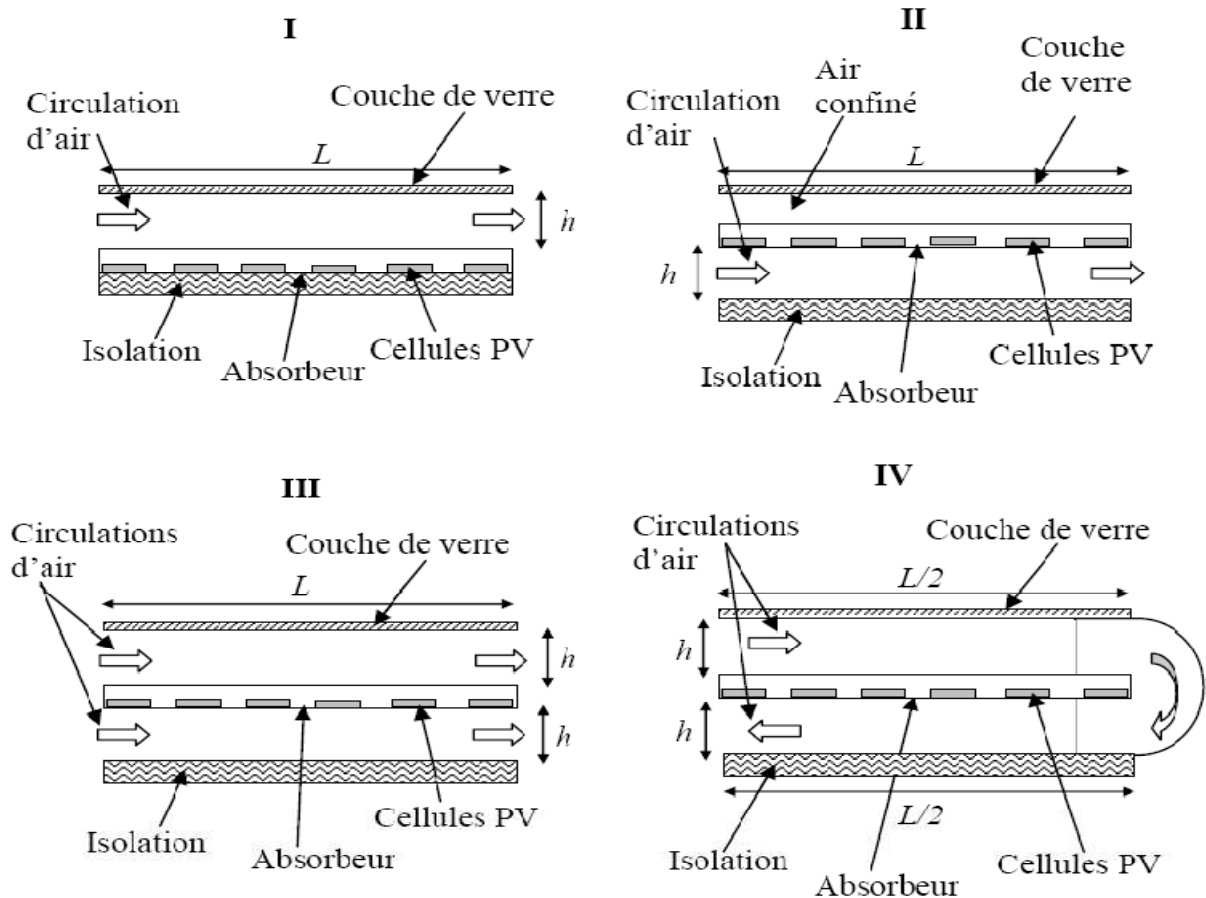 I
Circulation
d'air
Couche de verre
L
h
Isolation
Absorbeur
Cellules PV
II
Circulation
d'air
Air
confiné
Couche
de verre
L
h
Isolation
Absorbeur
Cellules PV
III
Circulations
d'air
Couche de verre
L
h
h
Isolation
Absorbeur
Cellules PV
IV
Circulations
d'air
Couche de verre
L/2
h
h
L/2
Isolation
Absorbeur
Cellules PV